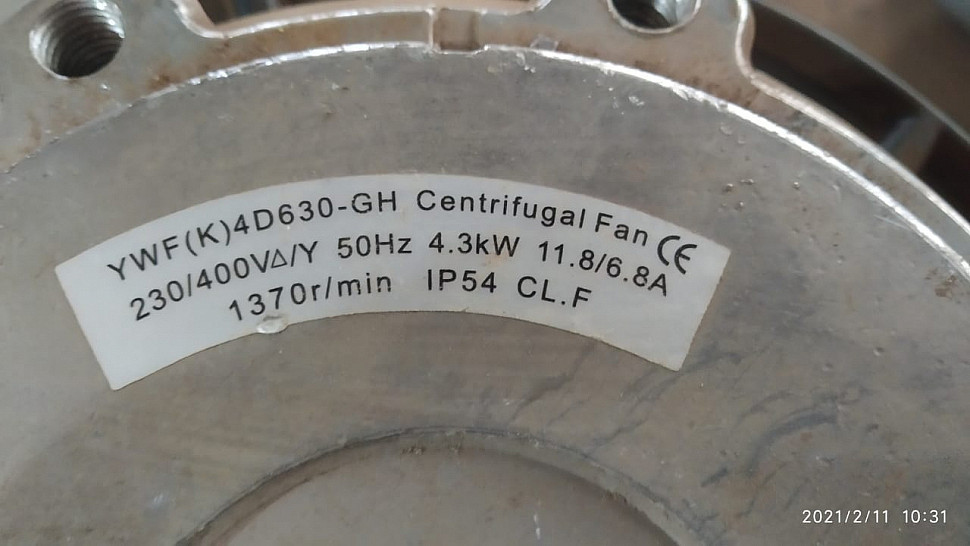 YWF(K)4D630-GH Centrifugal Fan CE
230/400V△/Y 50Hz 4.3kW 11.8/6.8A
1370r/min IP54 CL.F
2021/2/11 10:31